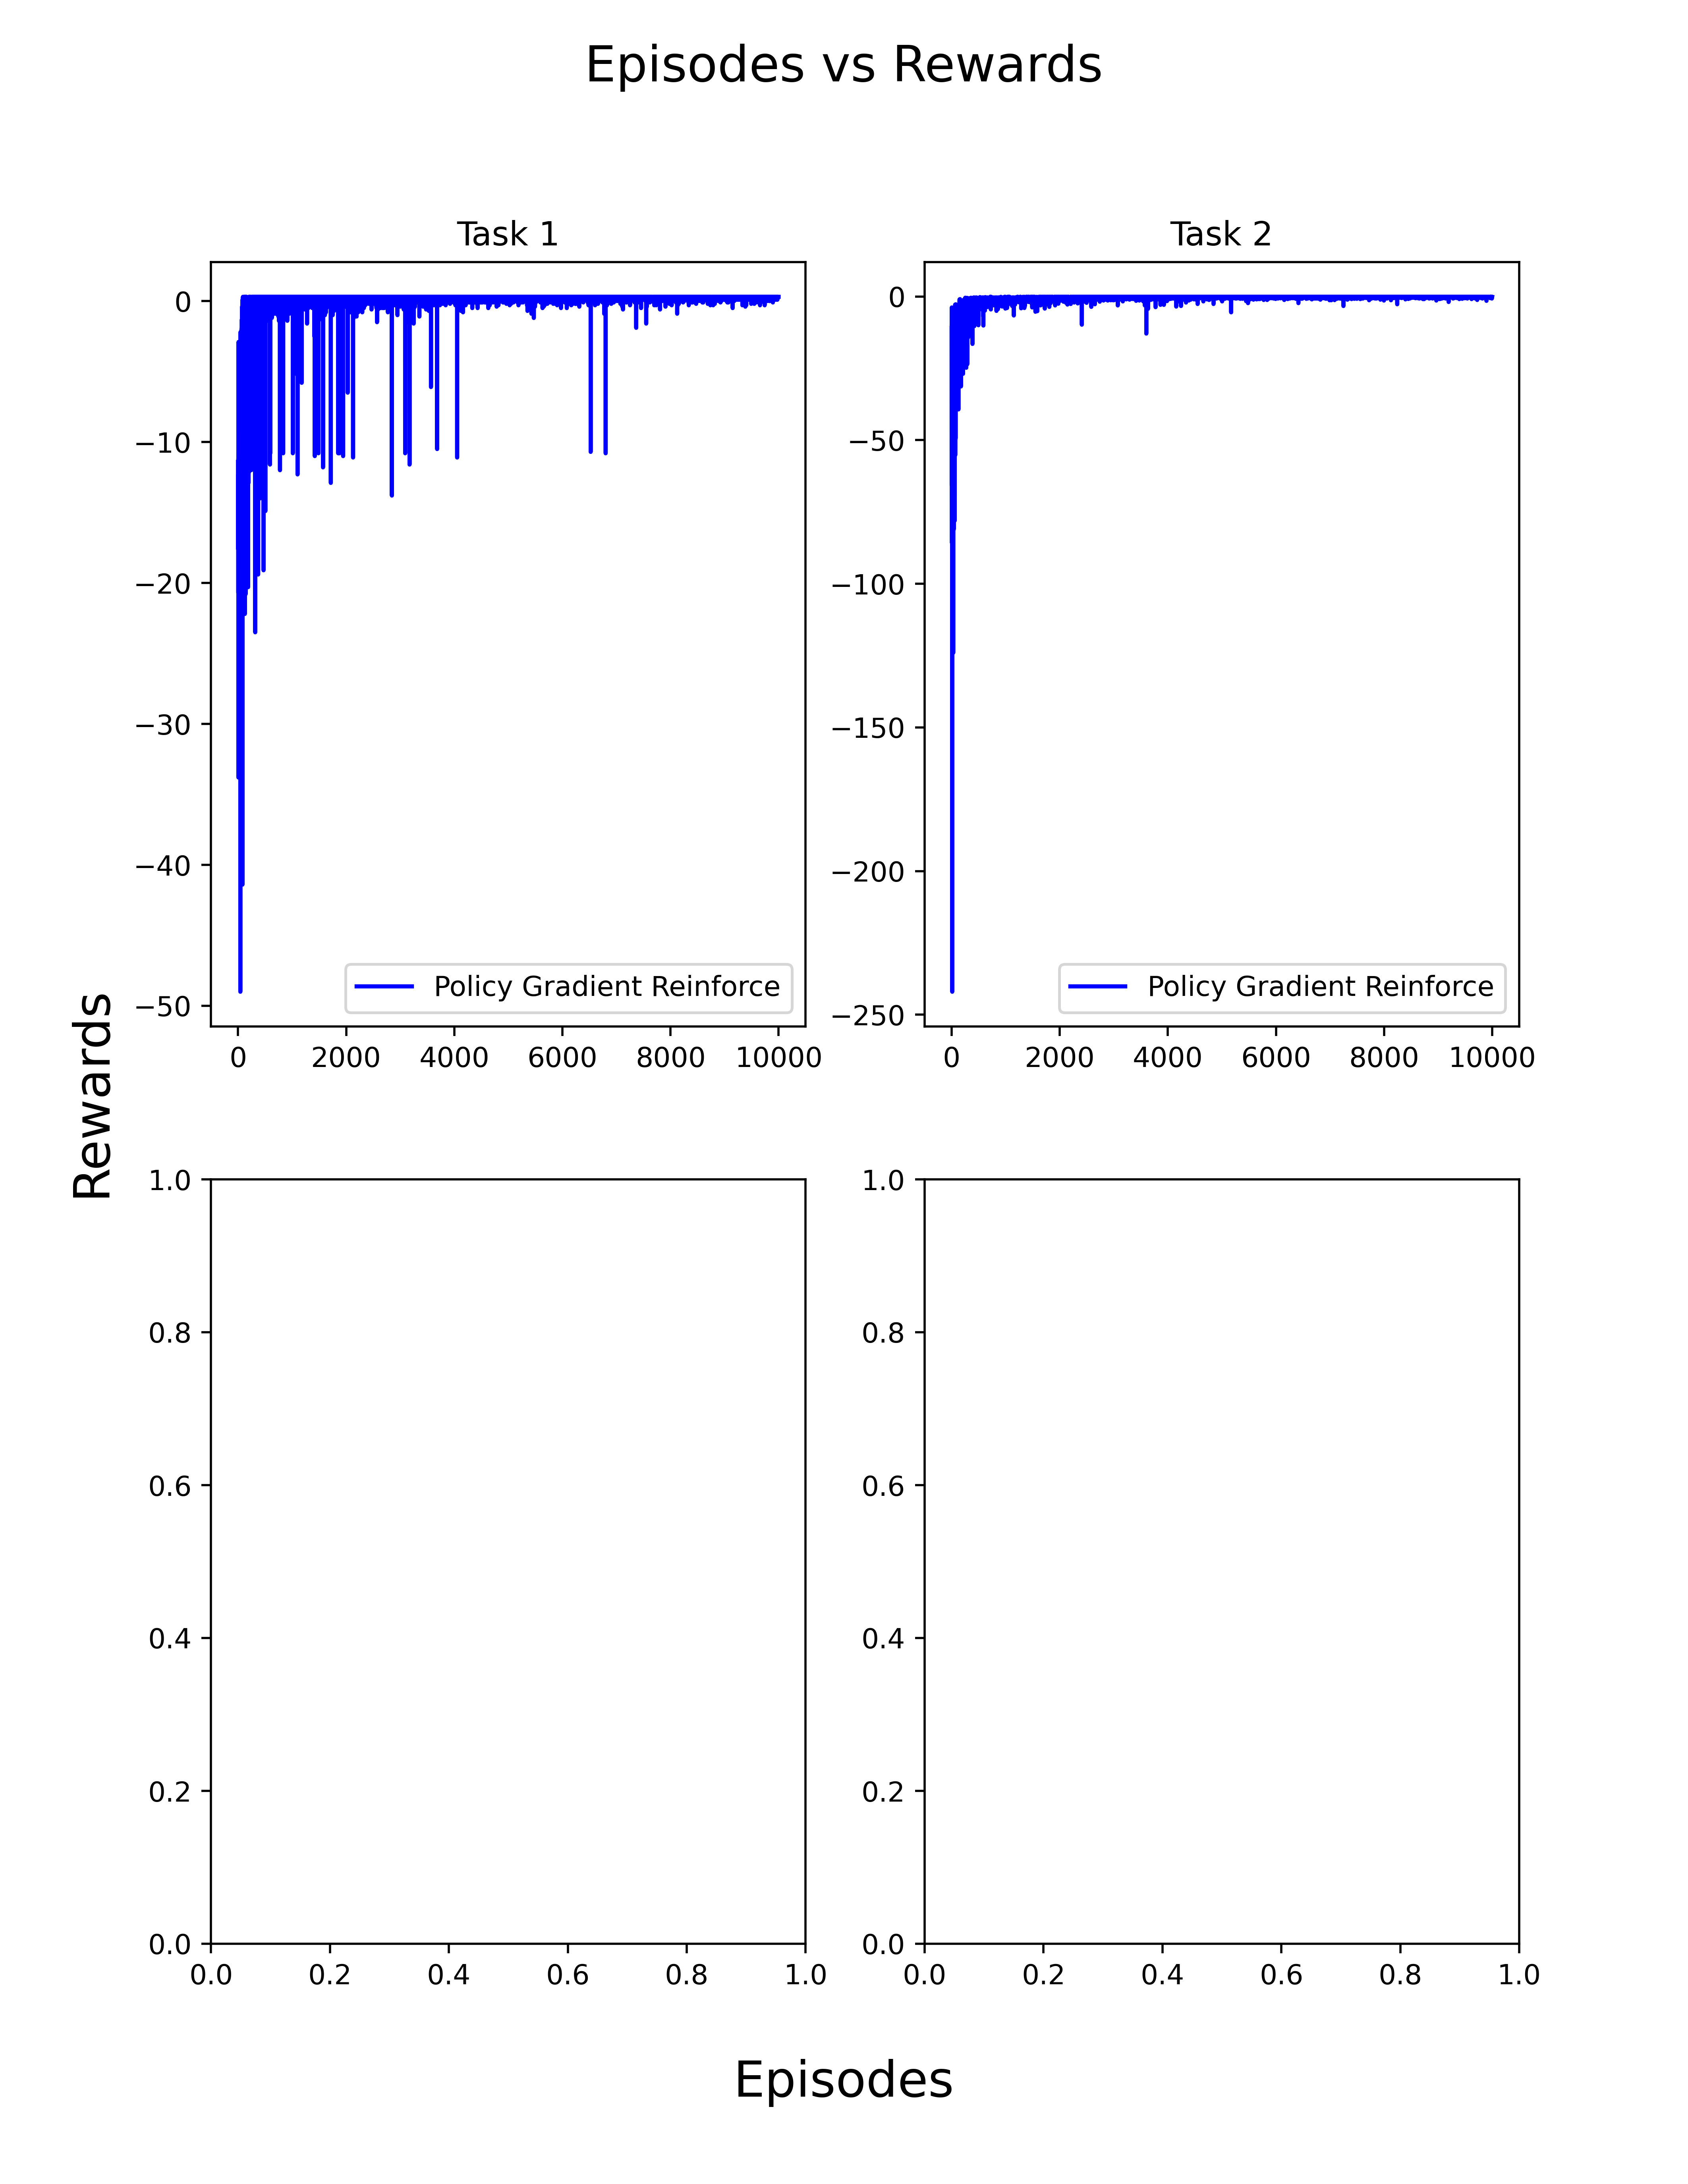 Episodes vs Rewards
Task 1
0
−10
−20
−30
−40
−50
0 2000 4000 6000 8000 10000
Policy Gradient Reinforce
Task 2
0
−50
−100
−150
−200
−250
0 2000 4000 6000 8000 10000
Policy Gradient Reinforce
Rewards
1.0
0.8
0.6
0.4
0.2
0.0
0.0 0.2 0.4 0.6 0.8 1.0
1.0
0.8
0.6
0.4
0.2
0.0
0.0 0.2 0.4 0.6 0.8 1.0
Episodes